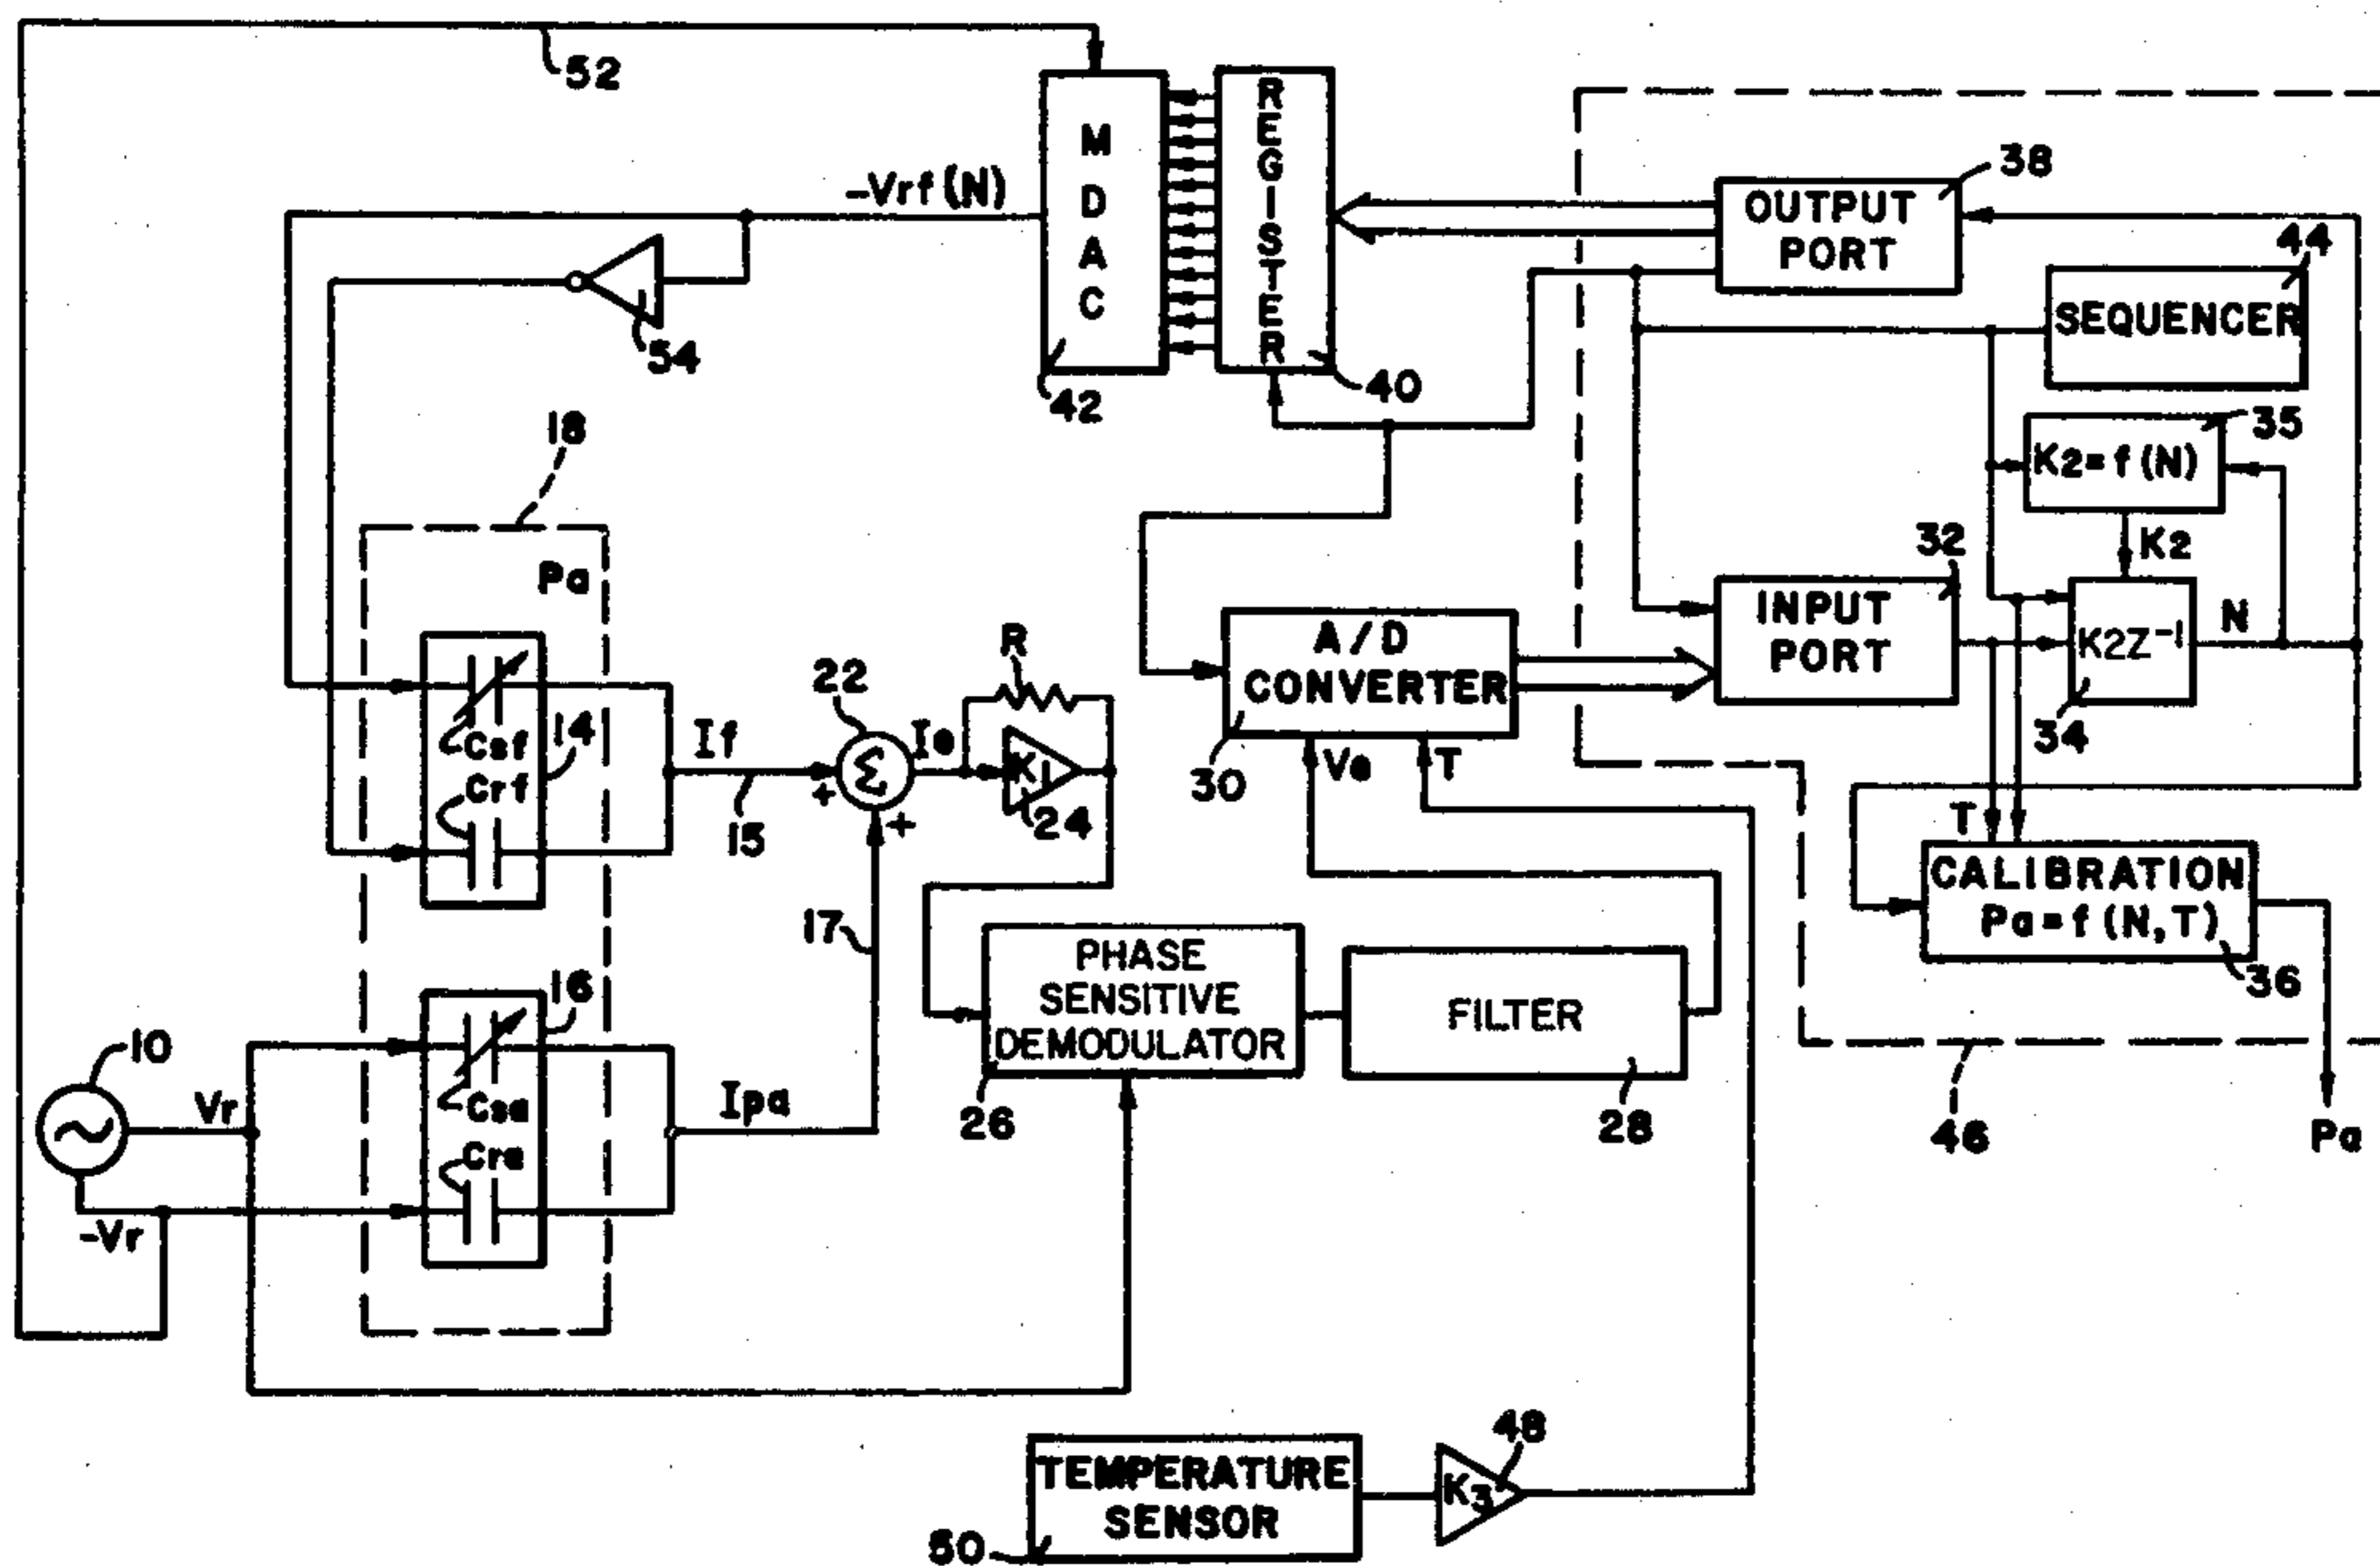 52
M
D
A
C
REGISTER
-Vrf(N)
38
OUTPUT
PORT
44
SEQUENCER
54
42
40
35
K2=f(N)
18
Pa
32
K2
INPUT
PORT
K2Z⁻¹
N
34
A/D
CONVERTER
30
Ve
T
R
22
Ie
K1
24
If
15
Csf
14
Crf
+
+
17
T
CALIBRATION
Pa=f(N,T)
36
PHASE
SENSITIVE
DEMODULATOR
26
FILTER
28
46
Pa
16
10
Vr
Csa
Ipa
Cra
-Vr
48
TEMPERATURE
SENSOR
K3
50